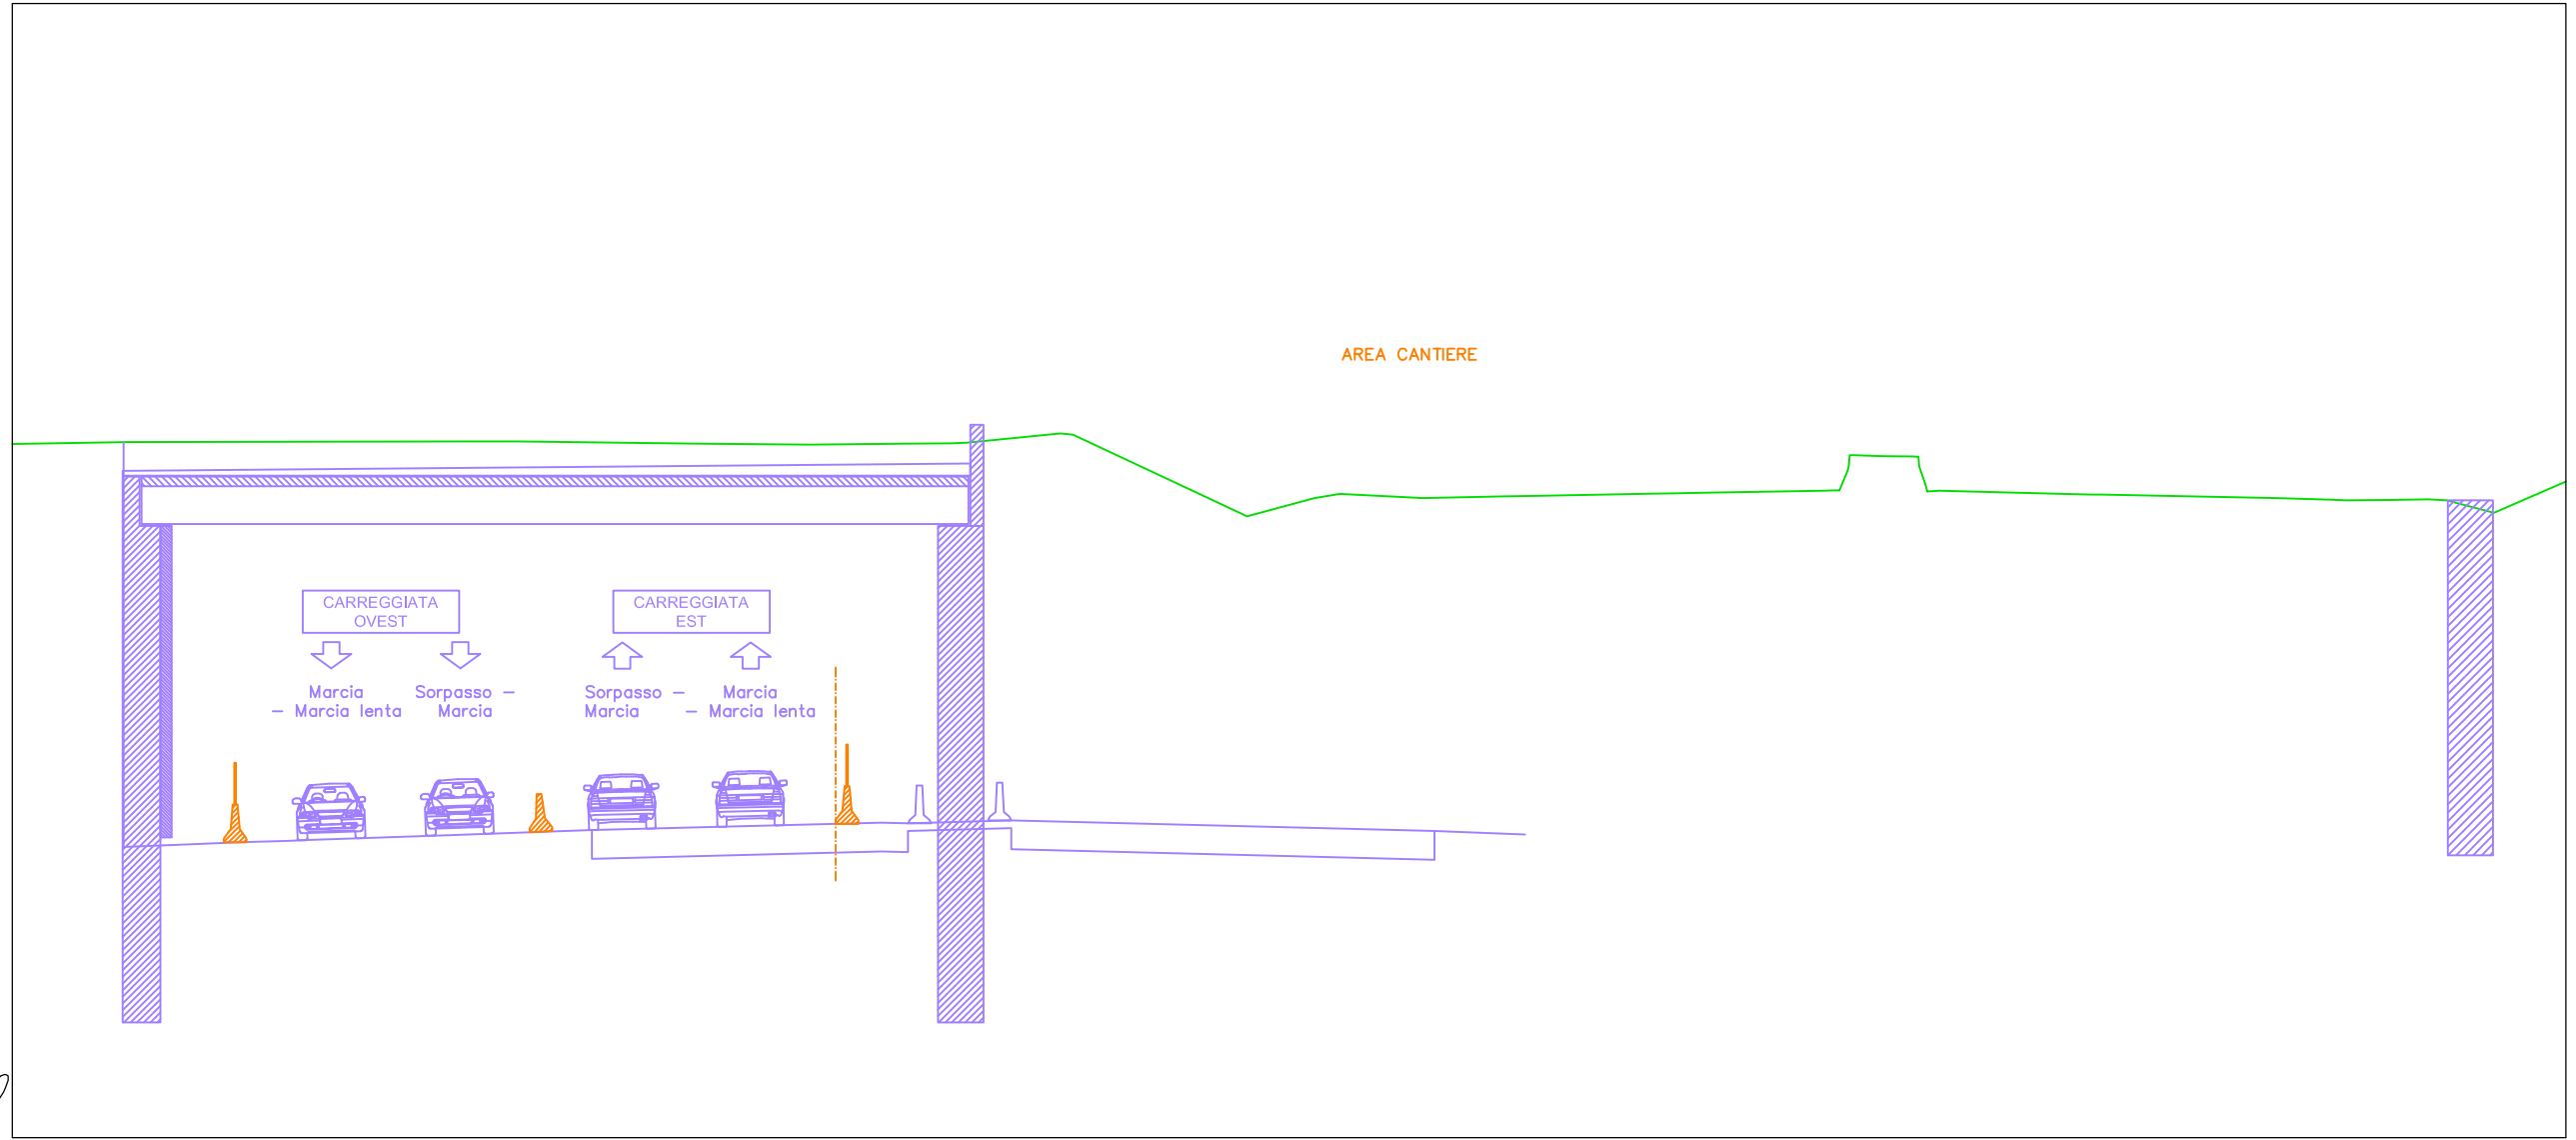 AREA CANTIERE
CARREGGIATA
OVEST
CARREGGIATA
EST
Marcia
– Marcia lenta
Sorpasso –
Marcia
Sorpasso –
Marcia
Marcia
– Marcia lenta